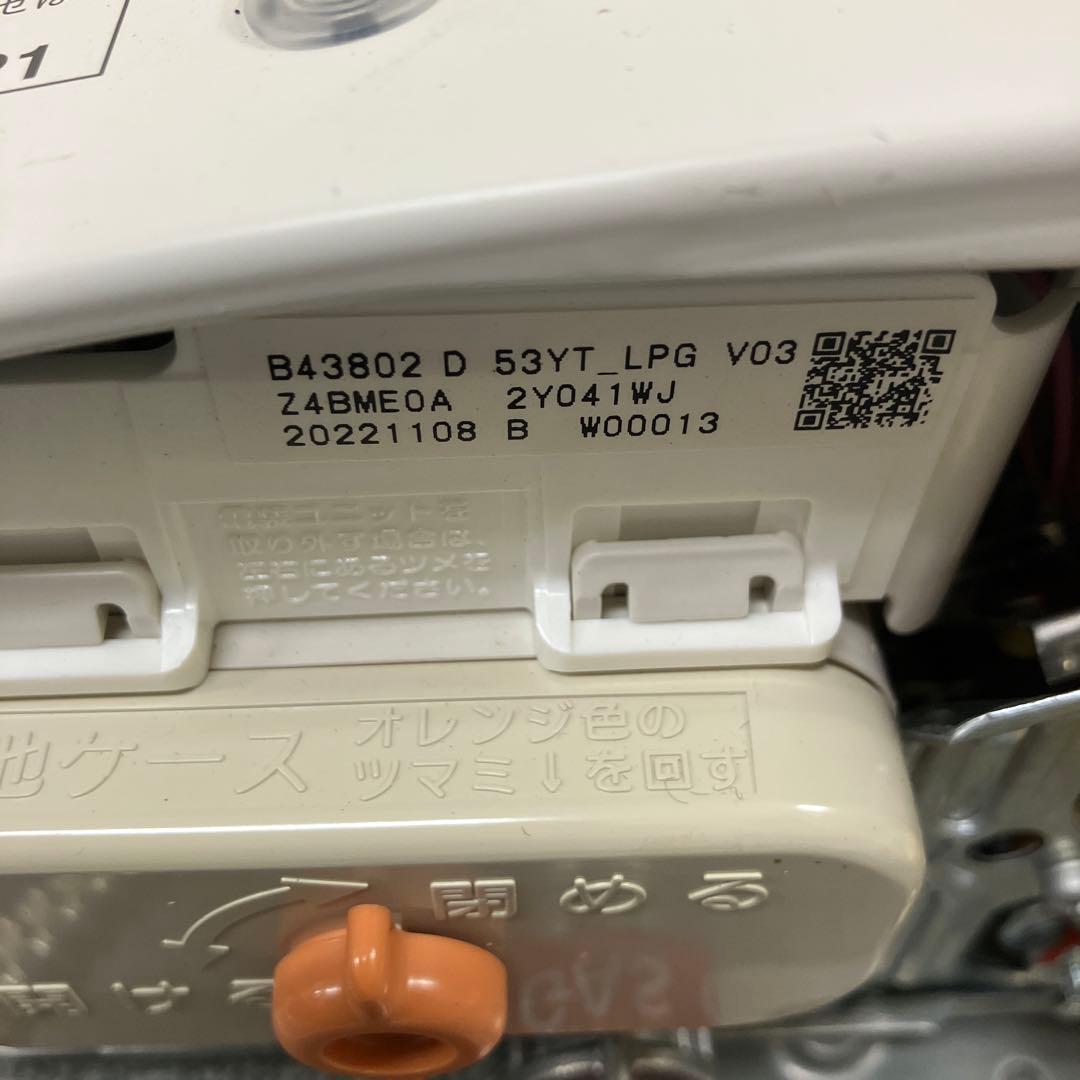 21
B43802 D 53YT_LPG V03
Z4BME0A 2Y041WJ
20221108 B W00013
電装ユニットを
取り外す場合は、
左右にあるツメを
押してください。
池ケース
オレンジ色の
ツマミ↓を回す
閉める
開ける
GAS